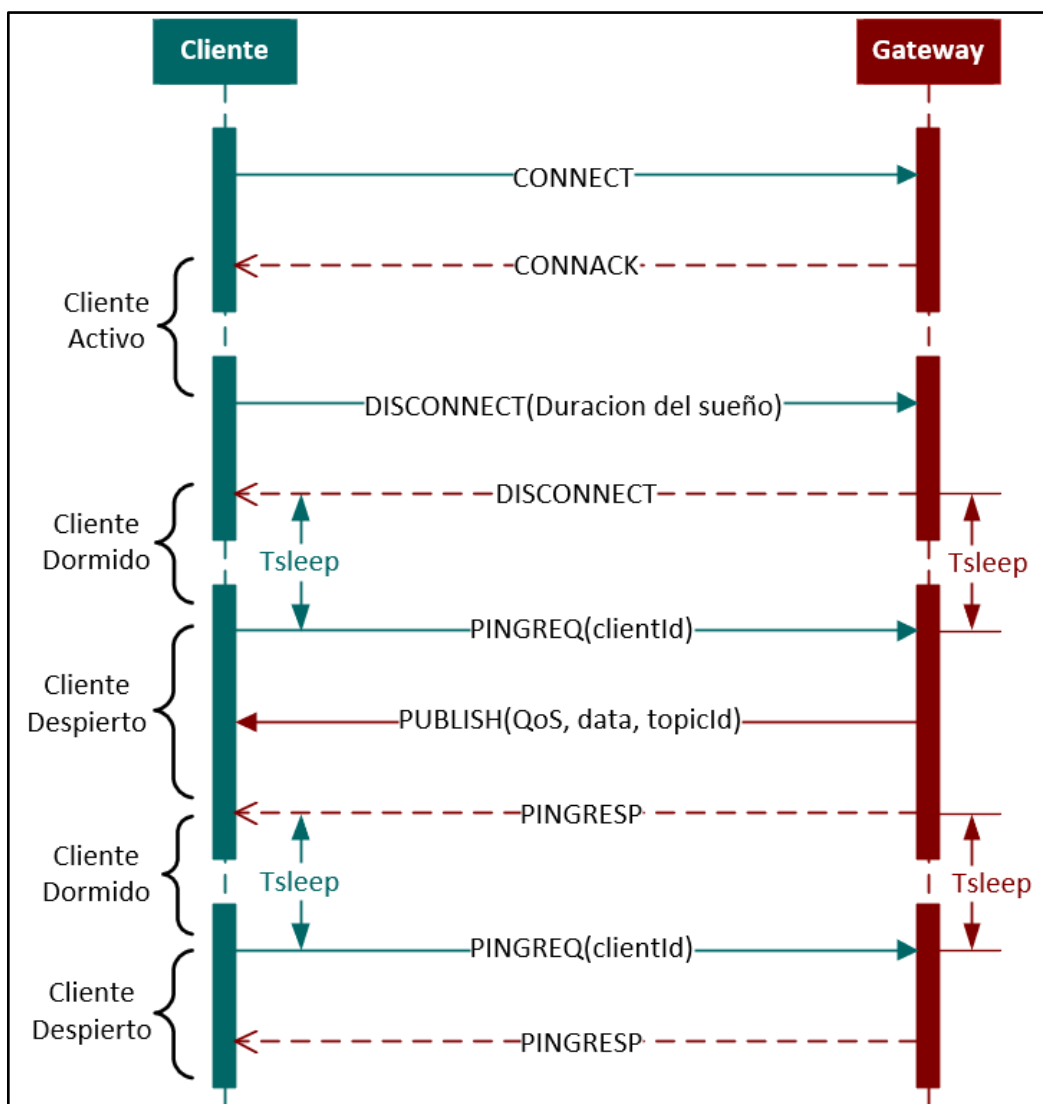 Cliente
Gateway
CONNECT
CONNACK
Cliente
Activo
DISCONNECT(Duracion del sueño)
DISCONNECT
Cliente
Dormido
Tsleep
Tsleep
PINGREQ(clientId)
Cliente
Despierto
PUBLISH(QoS, data, topicId)
PINGRESP
Cliente
Dormido
Tsleep
Tsleep
PINGREQ(clientId)
Cliente
Despierto
PINGRESP